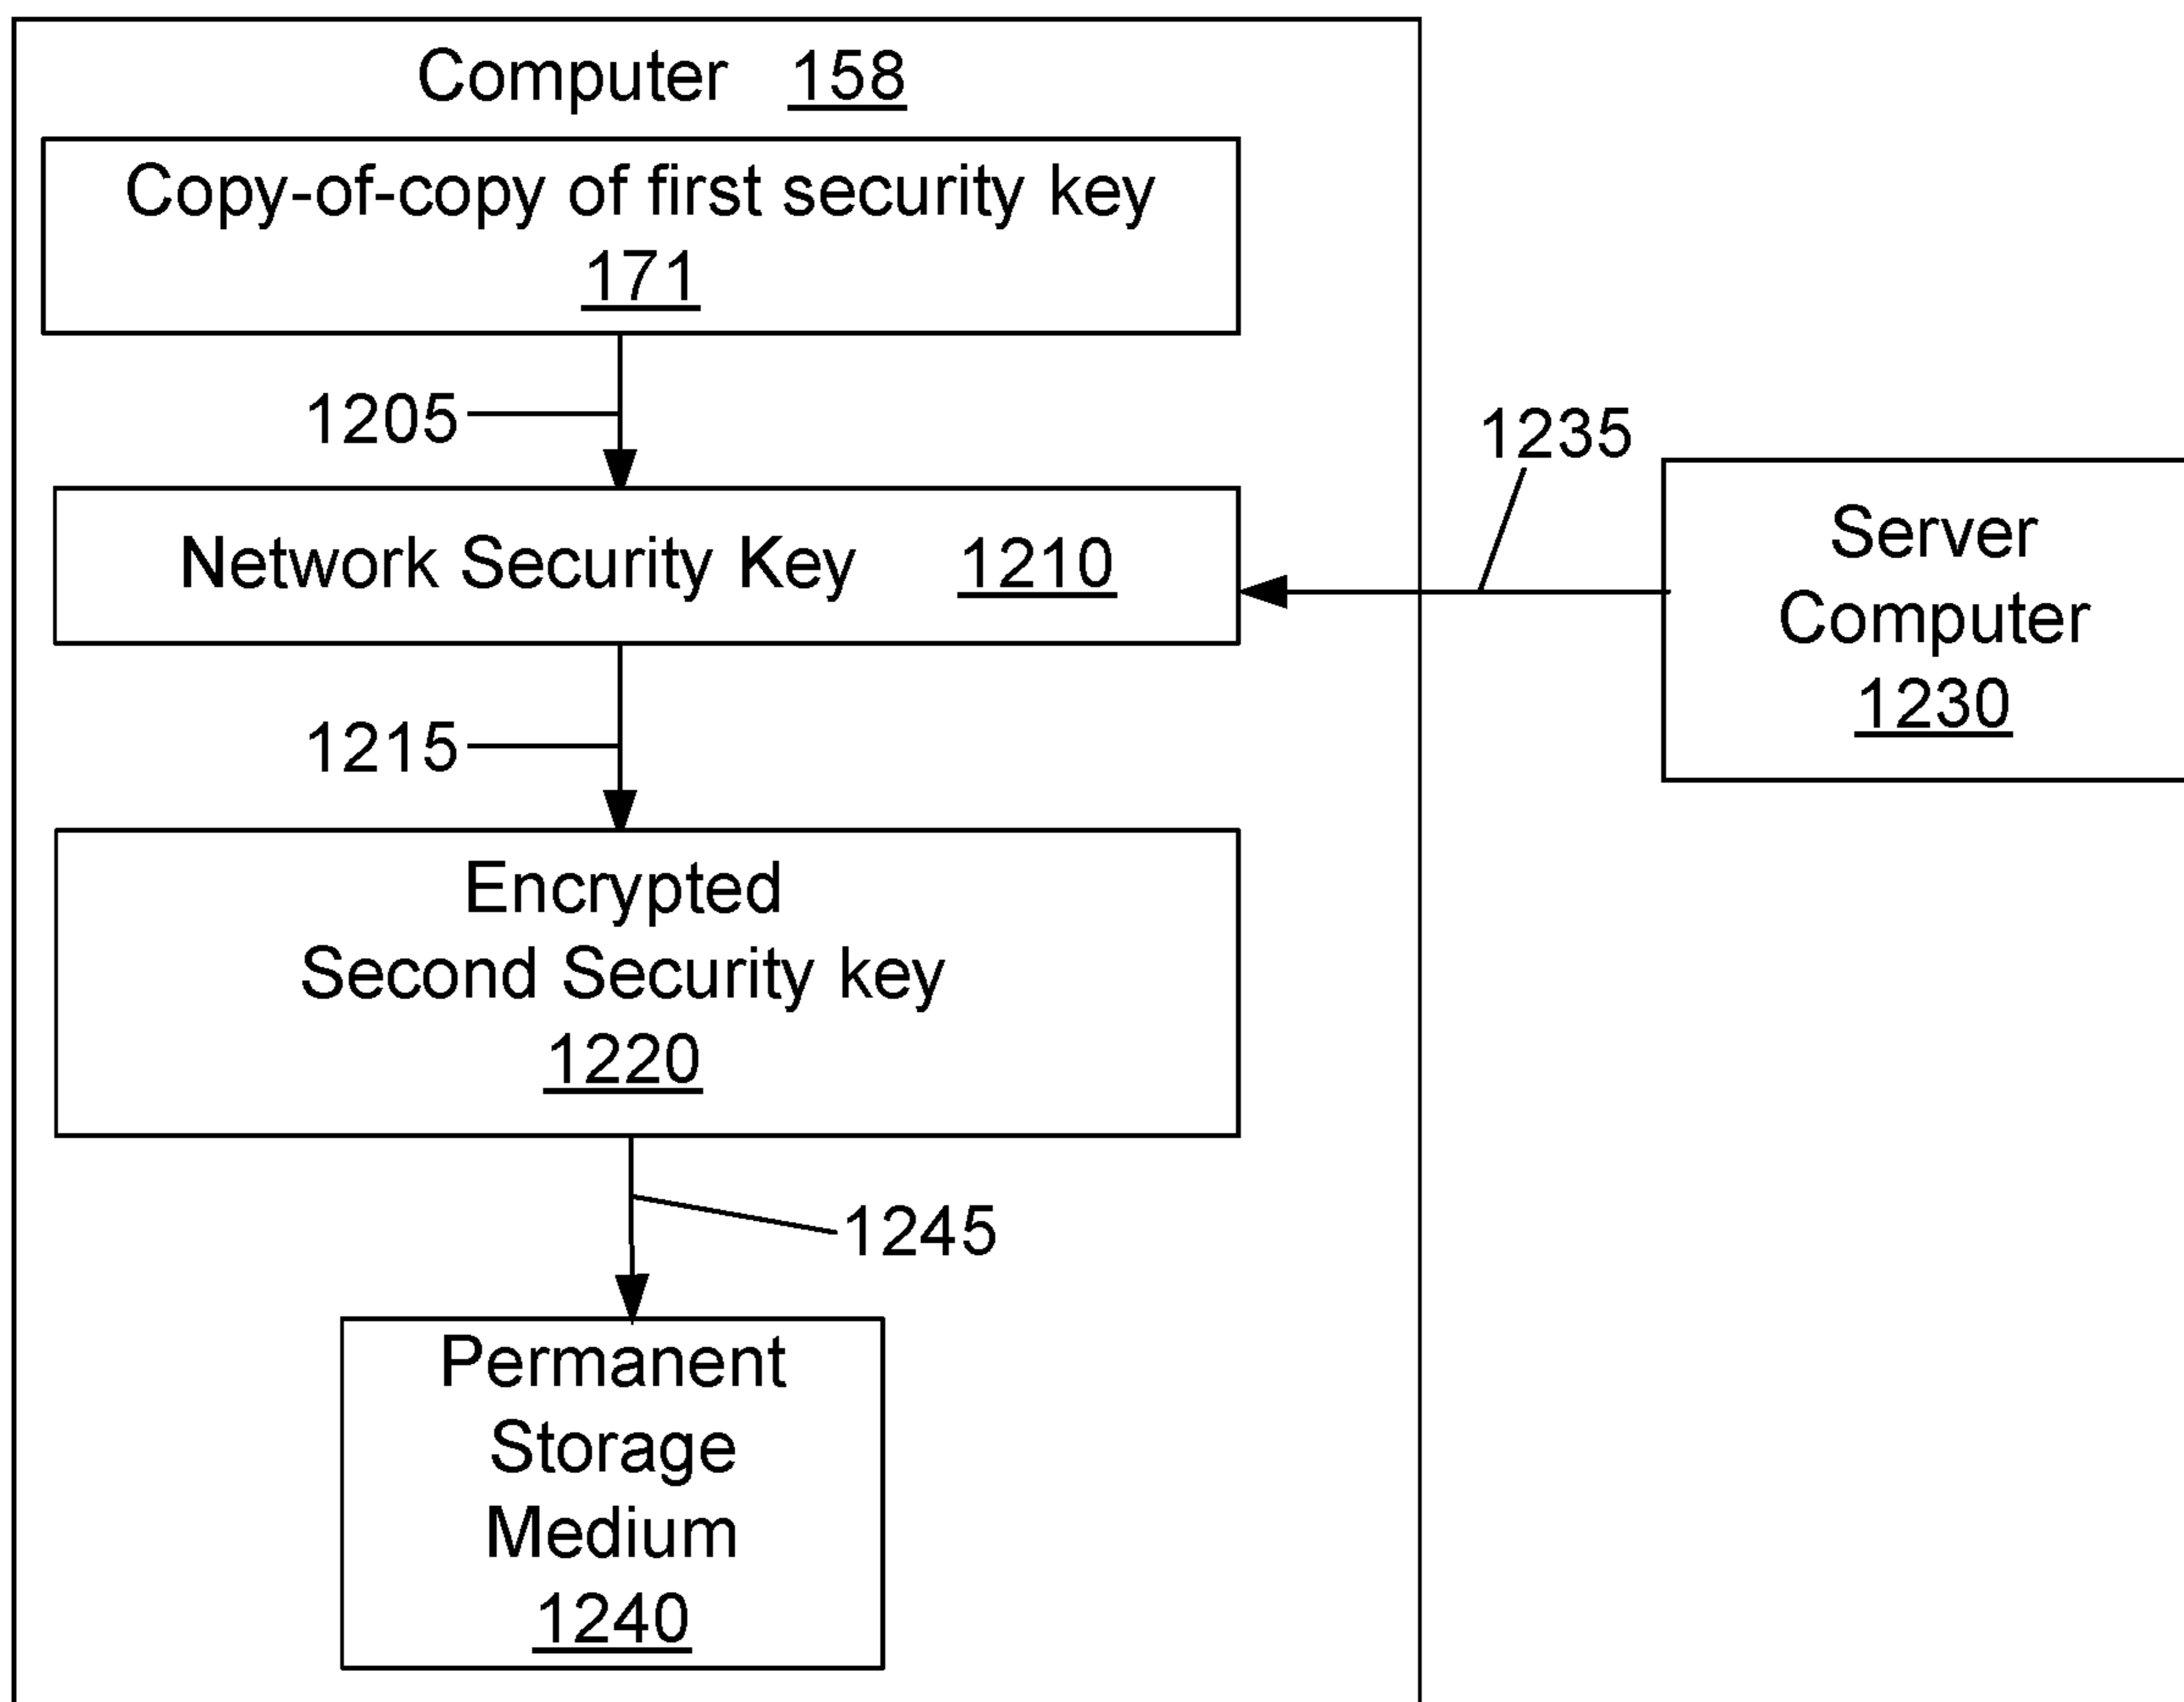 Computer 158
Copy-of-copy of first security key
171
1205
1235
Server
Computer
1230
Network Security Key 1210
1215
Encrypted
Second Security key
1220
1245
Permanent
Storage
Medium
1240